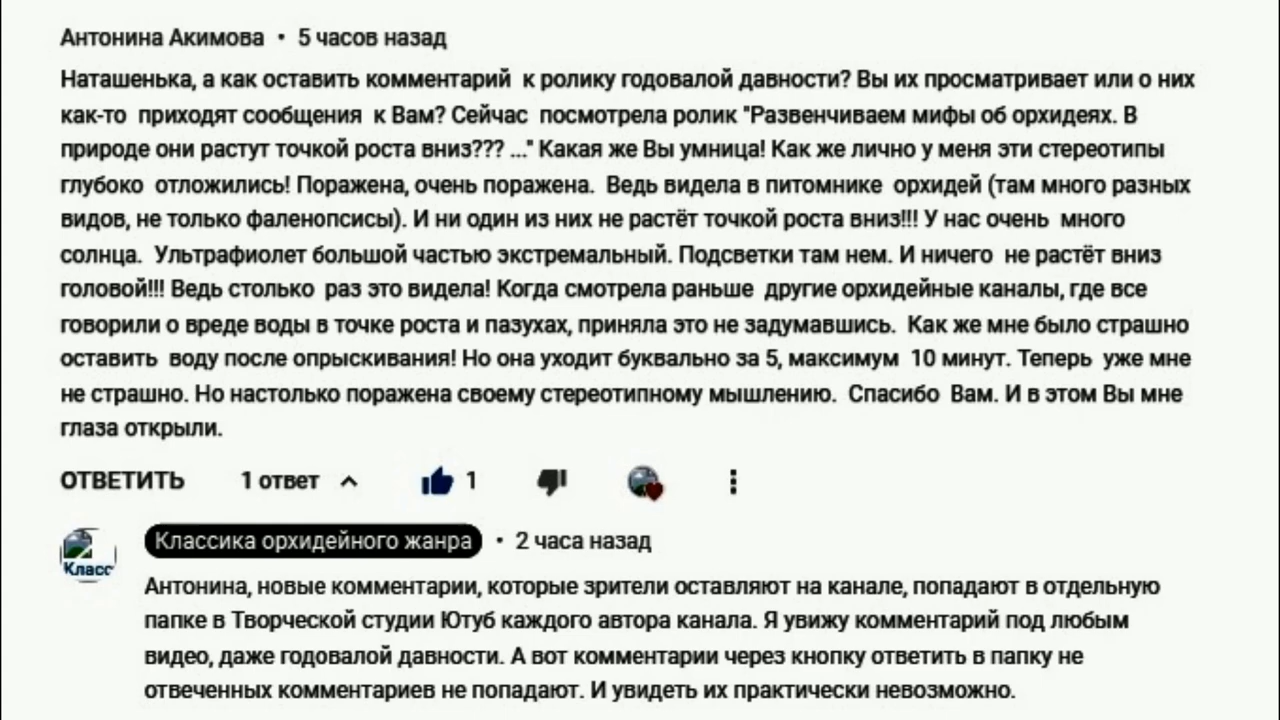 Антонина Акимова • 5 часов назад
Наташенька, а как оставить комментарий к ролику годовалой давности? Вы их просматривает или о них
как-то приходят сообщения к Вам? Сейчас посмотрела ролик "Развенчиваем мифы об орхидеях. В
природе они растут точкой роста вниз??? ..." Какая же Вы умница! Как же лично у меня эти стереотипы
глубоко отложились! Поражена, очень поражена. Ведь видела в питомнике орхидей (там много разных
видов, не только фаленопсисы). И ни один из них не растёт точкой роста вниз!!! У нас очень много
солнца. Ультрафиолет большой частью экстремальный. Подсветки там нем. И ничего не растёт вниз
головой!!! Ведь столько раз это видела! Когда смотрела раньше другие орхидейные каналы, где все
говорили о вреде воды в точке роста и пазухах, приняла это не задумавшись. Как же мне было страшно
оставить воду после опрыскивания! Но она уходит буквально за 5, максимум 10 минут. Теперь уже мне
не страшно. Но настолько поражена своему стереотипному мышлению. Спасибо Вам. И в этом Вы мне
глаза открыли.
ОТВЕТИТЬ 1 ответ 1
Класс
Классика орхидейного жанра • 2 часа назад
Антонина, новые комментарии, которые зрители оставляют на канале, попадают в отдельную
папке в Творческой студии Ютуб каждого автора канала. Я увижу комментарий под любым
видео, даже годовалой давности. А вот комментарии через кнопку ответить в папку не
отвеченных комментариев не попадают. И увидеть их практически невозможно.